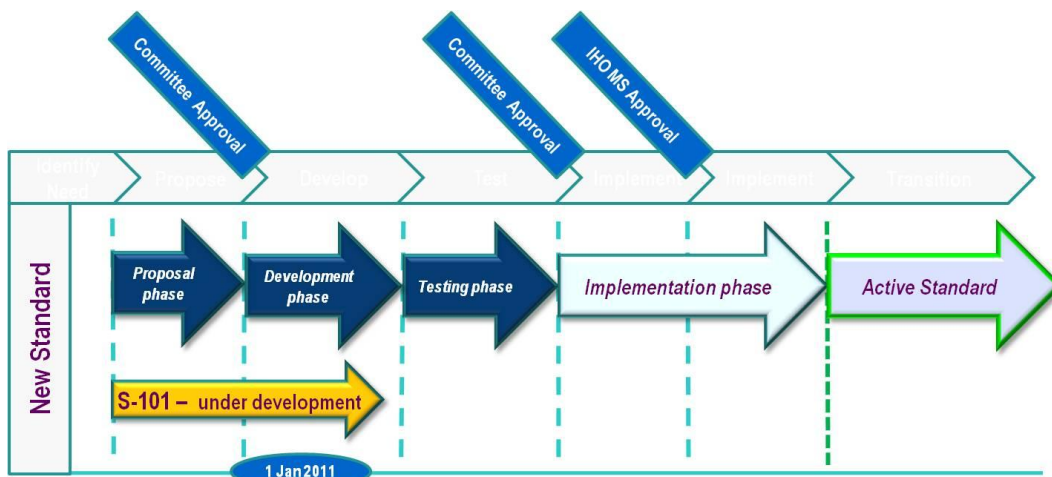 Committee Approval
Committee Approval
IHO MS Approval
Identify
Need
Propose
Develop
Test
Implement
Implement
Transition
New Standard
Proposal
phase
Development
phase
Testing phase
Implementation phase
Active Standard
S-101 – under development
1 Jan 2011